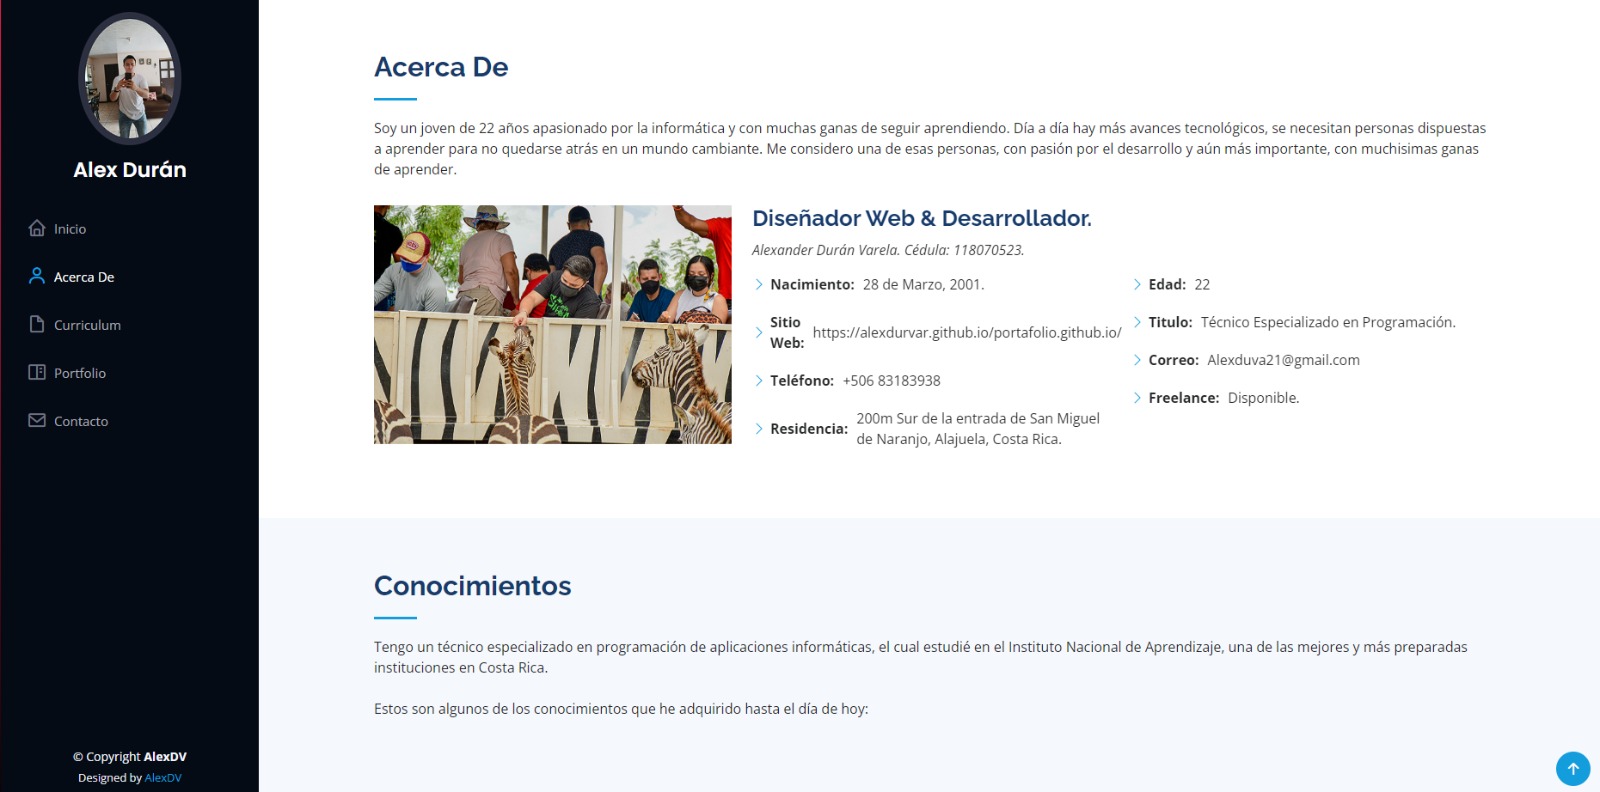 Alex Durán
Inicio
Acerca De
Curriculum
Portfolio
Contacto
© Copyright AlexDV
Designed by AlexDV
Acerca De
Soy un joven de 22 años apasionado por la informática y con muchas ganas de seguir aprendiendo. Día a día hay más avances tecnológicos, se necesitan personas dispuestas
a aprender para no quedarse atrás en un mundo cambiante. Me considero una de esas personas, con pasión por el desarrollo y aún más importante, con muchisimas ganas
de aprender.
Diseñador Web & Desarrollador.
Alexander Durán Varela. Cédula: 118070523.
Nacimiento: 28 de Marzo, 2001.
Sitio
Web: https://alexdurvar.github.io/portafolio.github.io/
Teléfono: +506 83183938
Residencia: 200m Sur de la entrada de San Miguel
de Naranjo, Alajuela, Costa Rica.
Edad: 22
Titulo: Técnico Especializado en Programación.
Correo: Alexduva21@gmail.com
Freelance: Disponible.
Conocimientos
Tengo un técnico especializado en programación de aplicaciones informáticas, el cual estudié en el Instituto Nacional de Aprendizaje, una de las mejores y más preparadas
instituciones en Costa Rica.
Estos son algunos de los conocimientos que he adquirido hasta el día de hoy: